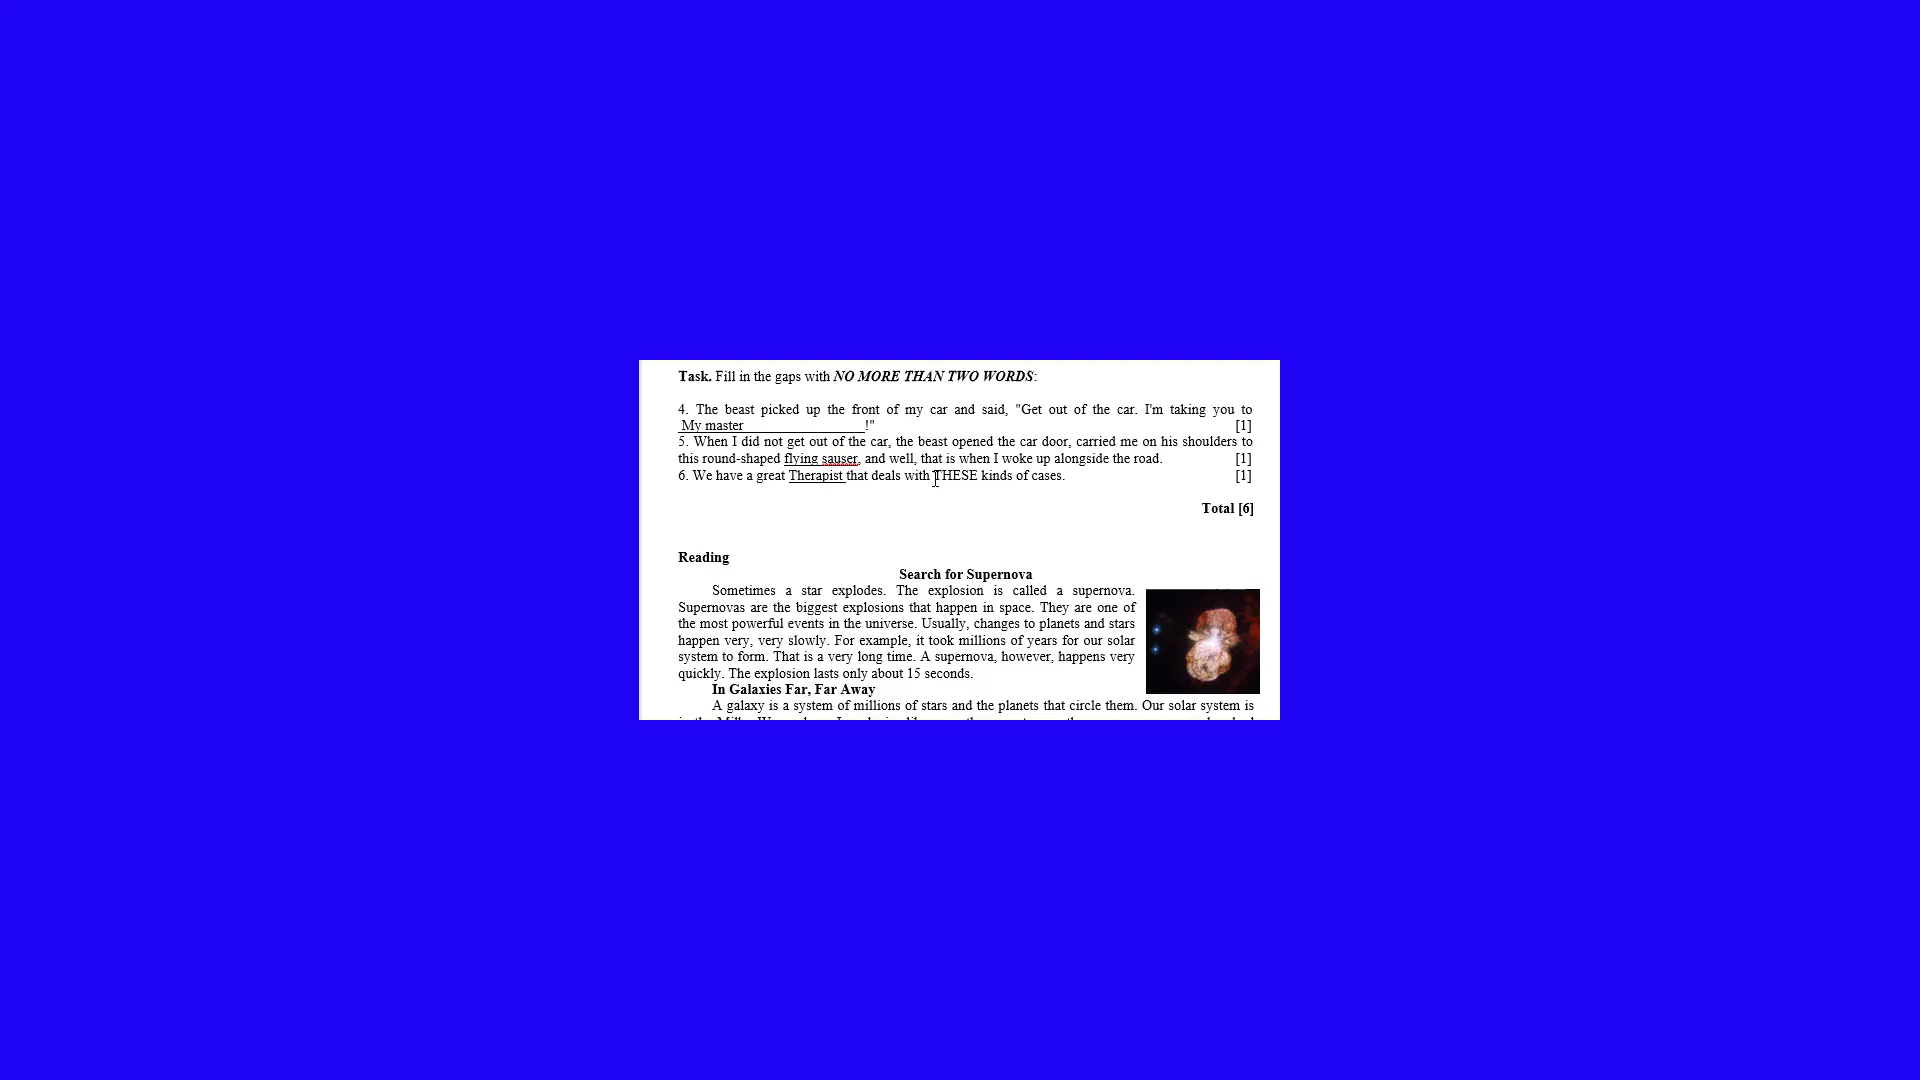 Task. Fill in the gaps with NO MORE THAN TWO WORDS:
4. The beast picked up the front of my car and said, "Get out of the car. I'm taking you to
My master____________________!" [1]
5. When I did not get out of the car, the beast opened the car door, carried me on his shoulders to
this round-shaped flying sauser, and well, that is when I woke up alongside the road. [1]
6. We have a great Therapist that deals with THESE kinds of cases. [1]
Total [6]
Reading
Search for Supernova
Sometimes a star explodes. The explosion is called a supernova.
Supernovas are the biggest explosions that happen in space. They are one of
the most powerful events in the universe. Usually, changes to planets and stars
happen very, very slowly. For example, it took millions of years for our solar
system to form. That is a very long time. A supernova, however, happens very
quickly. The explosion lasts only about 15 seconds.
In Galaxies Far, Far Away
A galaxy is a system of millions of stars and the planets that circle them. Our solar system is